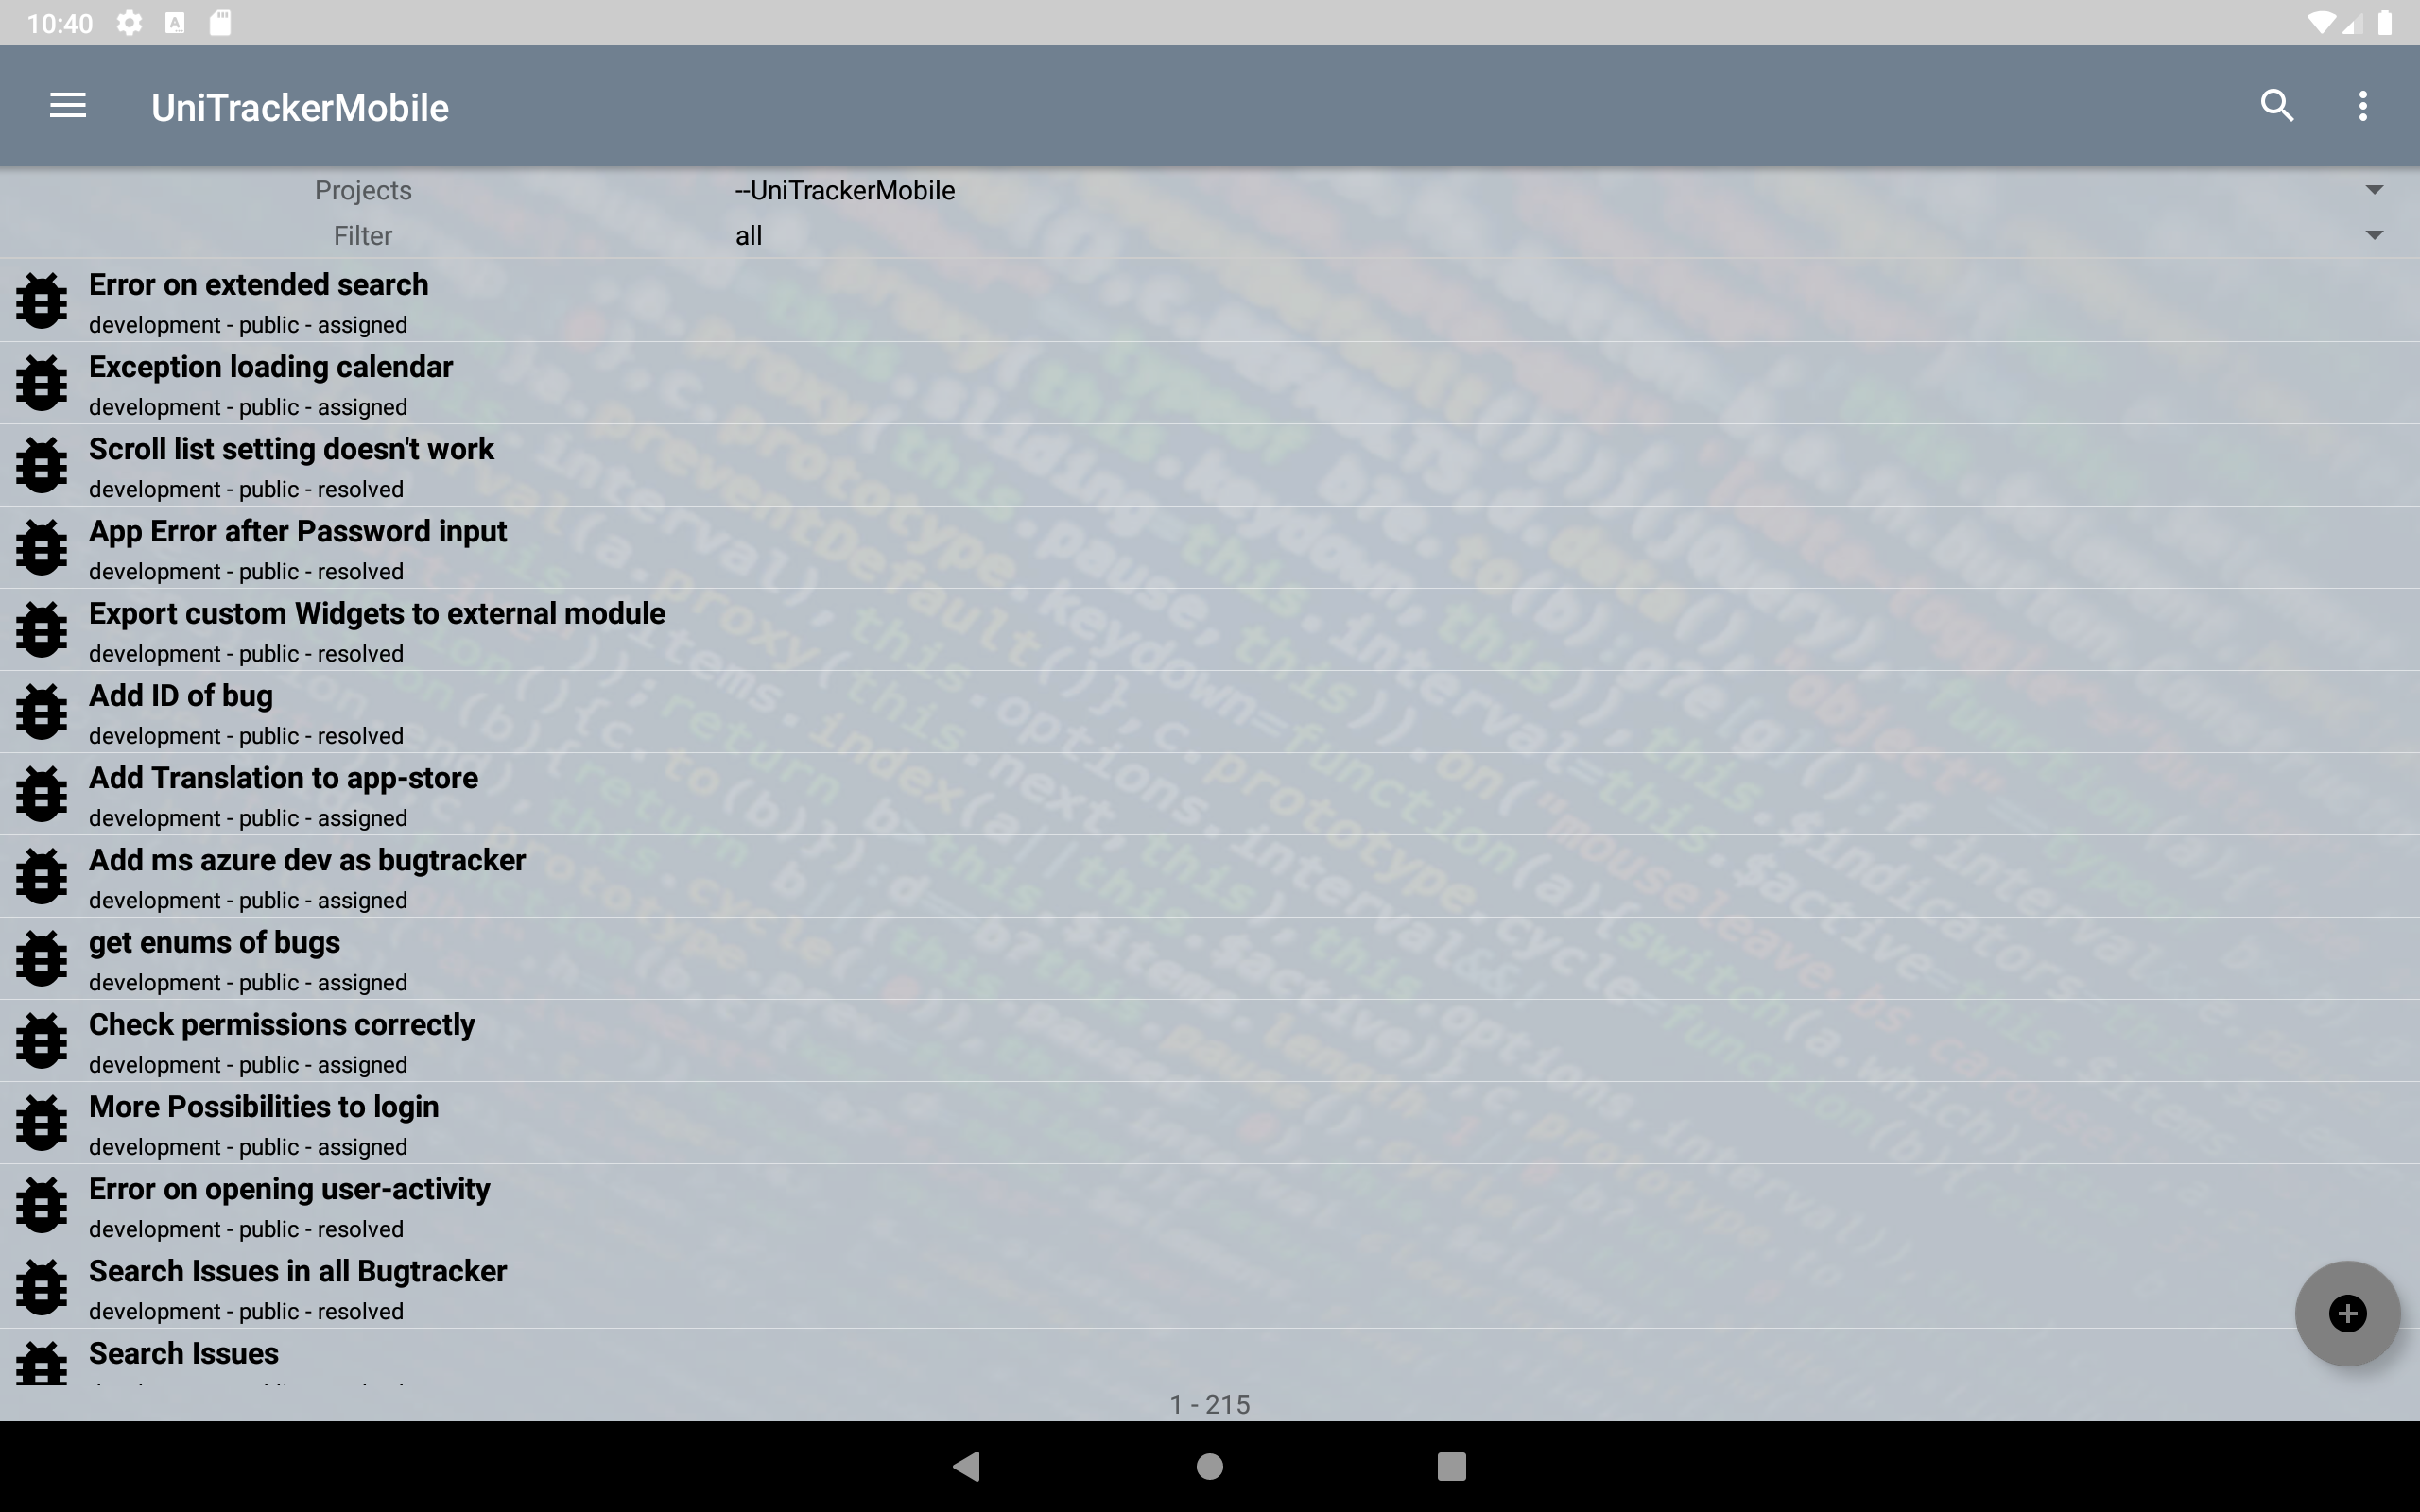 10:40
UniTrackerMobile
Projects --UniTrackerMobile
Filter all
Error on extended search
development - public - assigned
Exception loading calendar
development - public - assigned
Scroll list setting doesn't work
development - public - resolved
App Error after Password input
development - public - resolved
Export custom Widgets to external module
development - public - resolved
Add ID of bug
development - public - resolved
Add Translation to app-store
development - public - assigned
Add ms azure dev as bugtracker
development - public - assigned
get enums of bugs
development - public - assigned
Check permissions correctly
development - public - assigned
More Possibilities to login
development - public - assigned
Error on opening user-activity
development - public - resolved
Search Issues in all Bugtracker
development - public - resolved
Search Issues
1 - 215